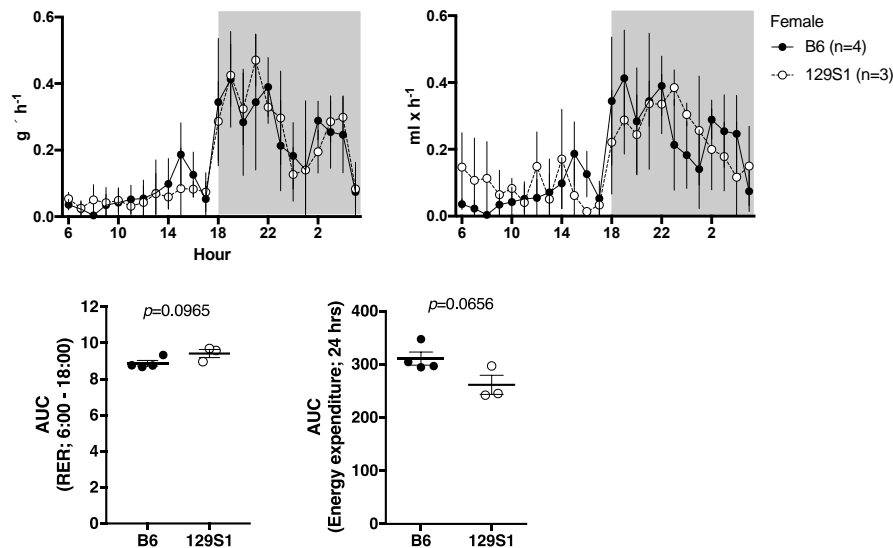 0.6
0.4
0.2
0.0
g ´ h-1
6 10 14 18 22 2
Hour
0.6
0.4
0.2
0.0
ml x h-1
6 10 14 18 22 2
Female
B6 (n=4)
129S1 (n=3)
12
10
8
6
4
2
0
AUC
(RER; 6:00 - 18:00)
p=0.0965
B6 129S1
400
300
200
100
0
AUC
(Energy expenditure; 24 hrs)
p=0.0656
B6 129S1